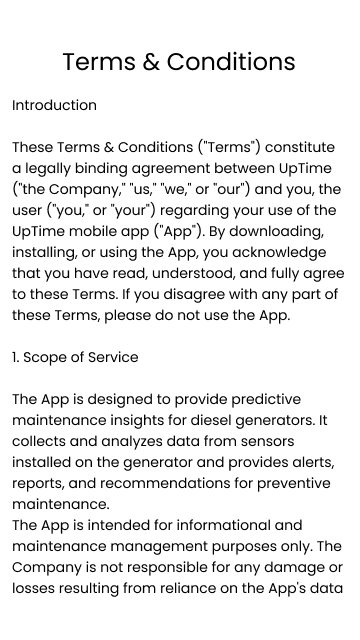 Terms & Conditions
Introduction
These Terms & Conditions ("Terms") constitute
a legally binding agreement between UpTime
("the Company," "us," "we," or "our") and you, the
user ("you," or "your") regarding your use of the
UpTime mobile app ("App"). By downloading,
installing, or using the App, you acknowledge
that you have read, understood, and fully agree
to these Terms. If you disagree with any part of
these Terms, please do not use the App.
1. Scope of Service
The App is designed to provide predictive
maintenance insights for diesel generators. It
collects and analyzes data from sensors
installed on the generator and provides alerts,
reports, and recommendations for preventive
maintenance.
The App is intended for informational and
maintenance management purposes only. The
Company is not responsible for any damage or
losses resulting from reliance on the App's data